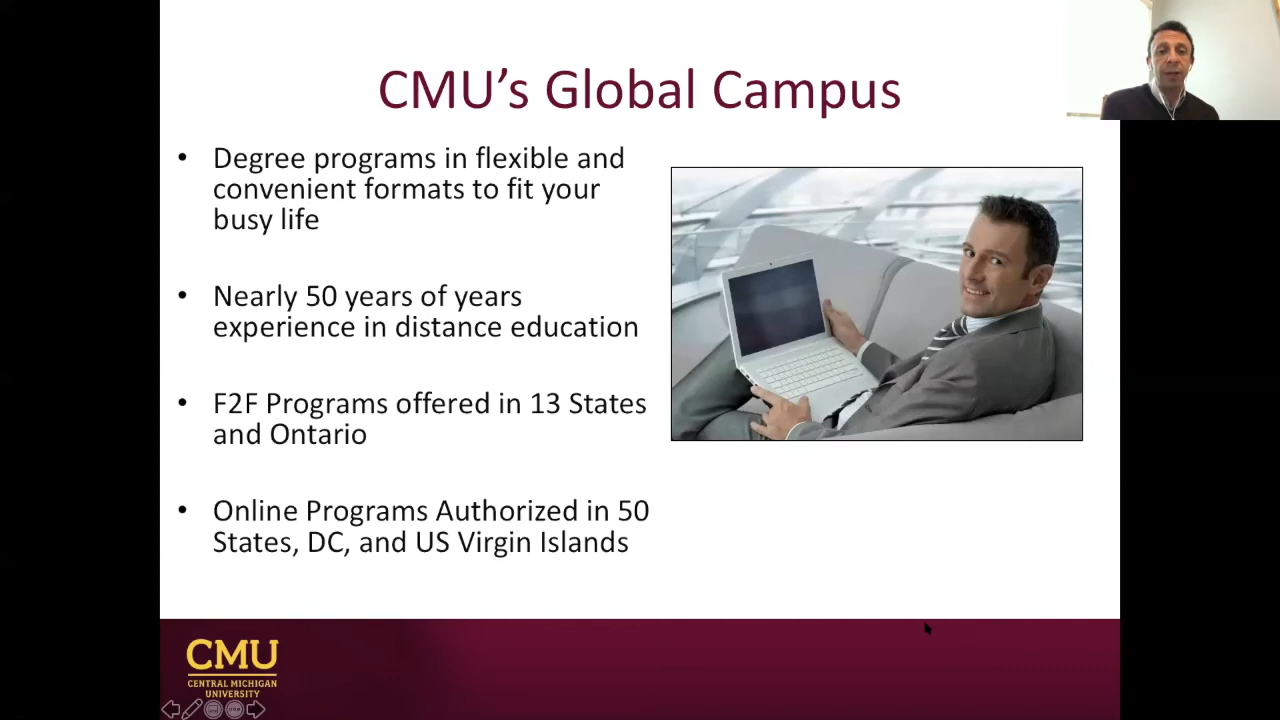 CMU’s Global Campus
• Degree programs in flexible and
convenient formats to fit your
busy life
• Nearly 50 years of years
experience in distance education
• F2F Programs offered in 13 States
and Ontario
• Online Programs Authorized in 50
States, DC, and US Virgin Islands
CMU
CENTRAL MICHIGAN
UNIVERSITY